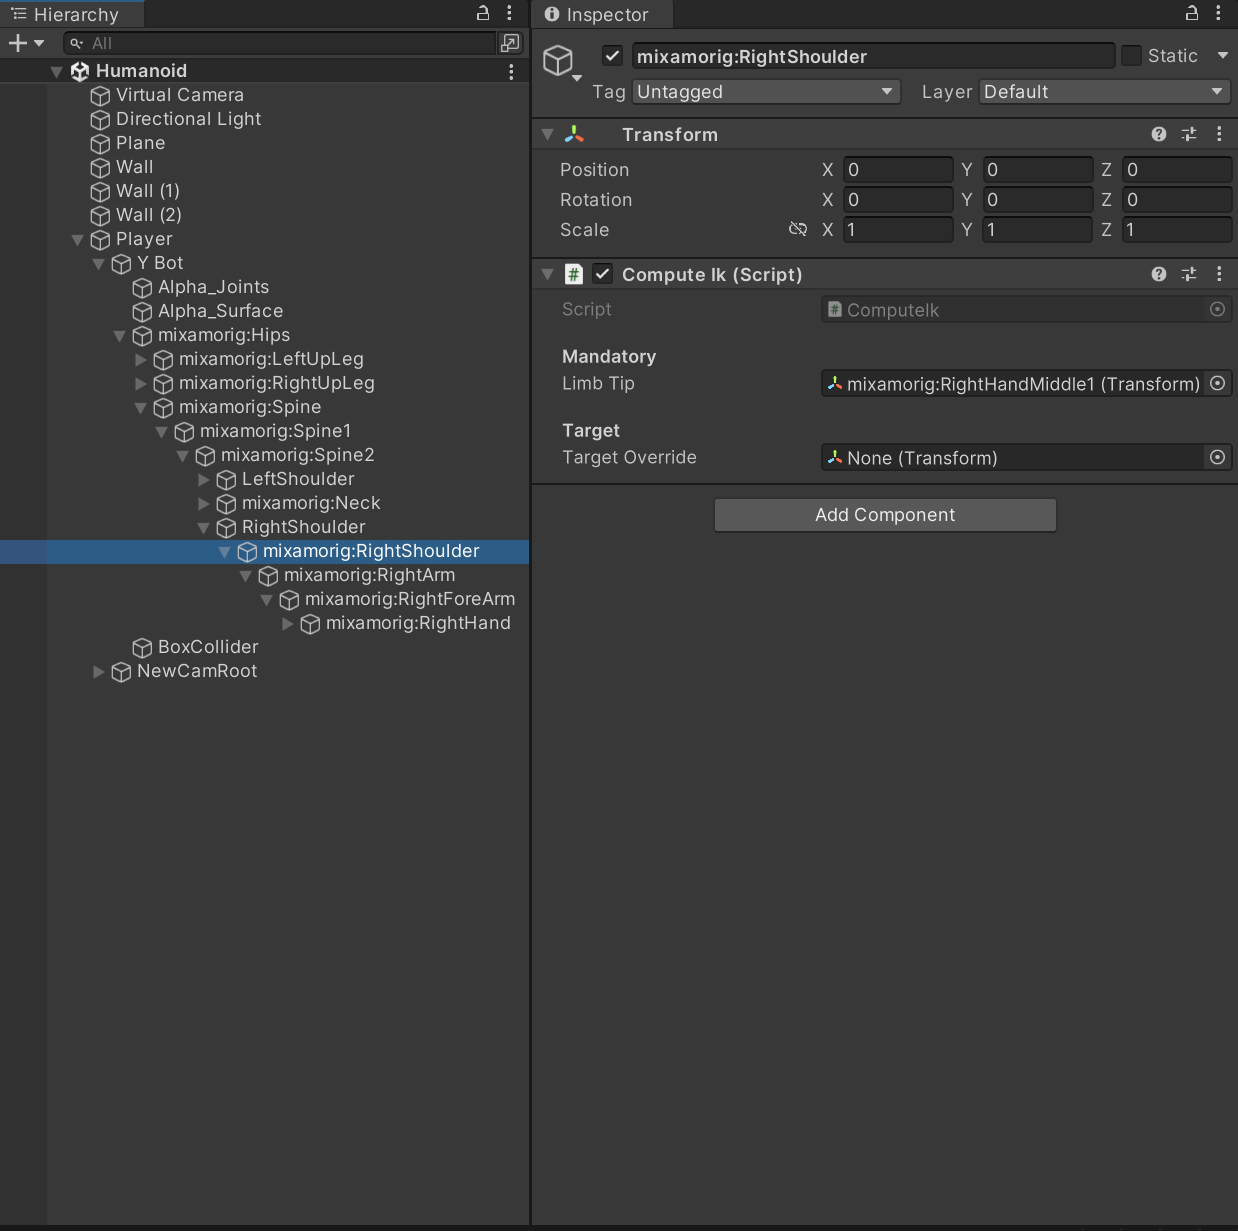 Hierarchy
All
Humanoid
Virtual Camera
Directional Light
Plane
Wall
Wall (1)
Wall (2)
Player
Y Bot
Alpha_Joints
Alpha_Surface
mixamorig:Hips
mixamorig:LeftUpLeg
mixamorig:RightUpLeg
mixamorig:Spine
mixamorig:Spine1
mixamorig:Spine2
LeftShoulder
mixamorig:Neck
RightShoulder
mixamorig:RightShoulder
mixamorig:RightArm
mixamorig:RightForeArm
mixamorig:RightHand
BoxCollider
NewCamRoot
Inspector
mixamorig:RightShoulder Static
Tag Untagged Layer Default
Transform
Position X 0 Y 0 Z 0
Rotation X 0 Y 0 Z 0
Scale X 1 Y 1 Z 1
# Compute Ik (Script)
Script # ComputeIk
Mandatory
Limb Tip mixamorig:RightHandMiddle1 (Transform)
Target
Target Override None (Transform)
Add Component